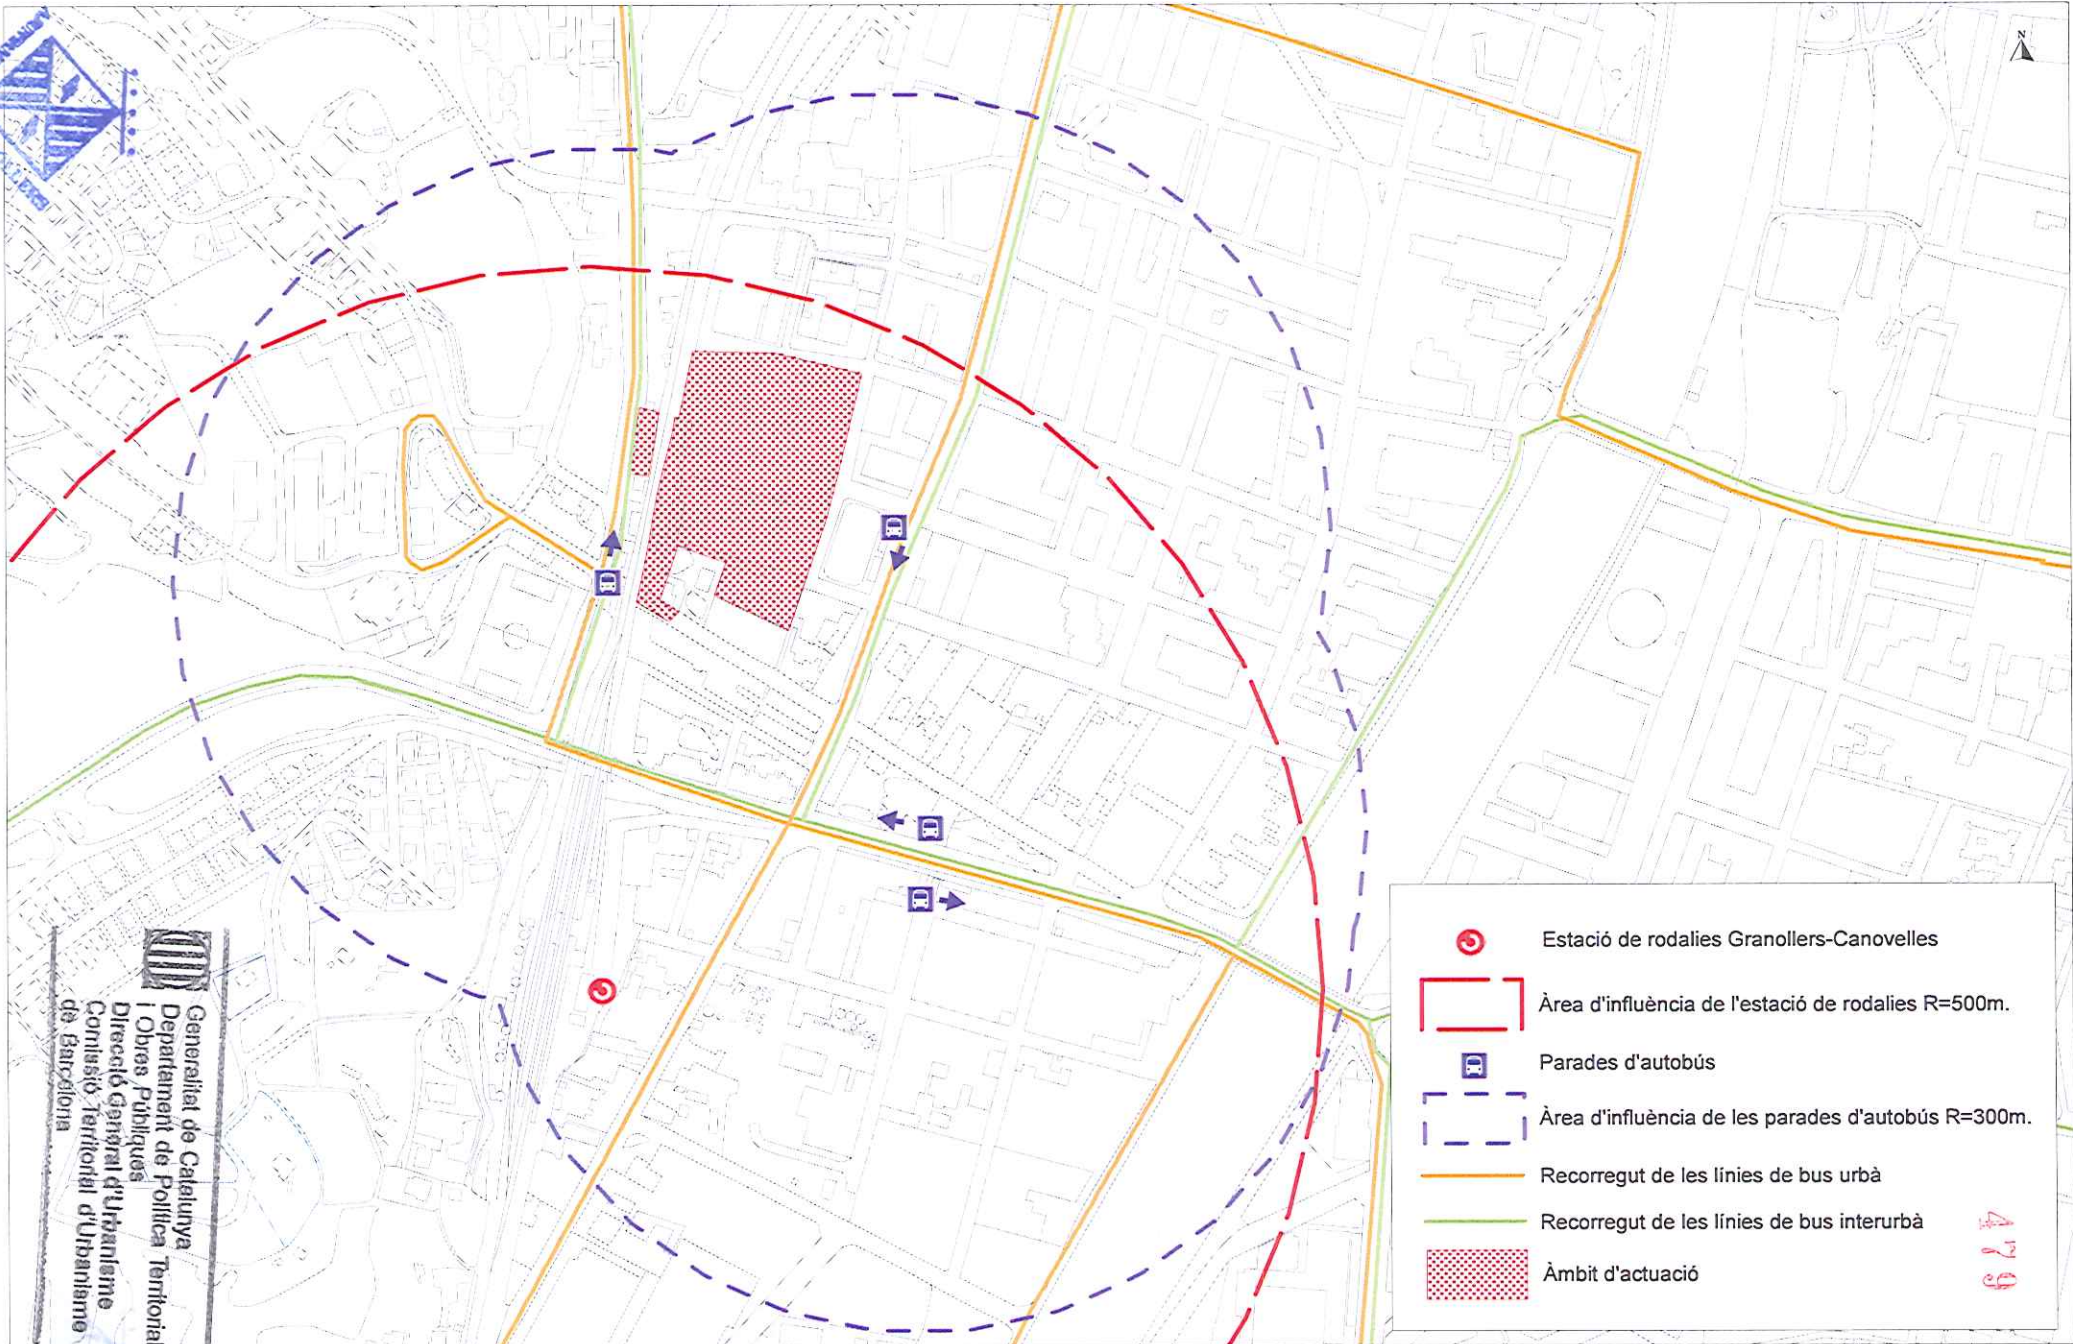 N
Estació de rodalies Granollers-Canovelles
Àrea d'influència de l'estació de rodalies R=500m.
Parades d'autobús
Àrea d'influència de les parades d'autobús R=300m.
Recorregut de les línies de bus urbà
Recorregut de les línies de bus interurbà
Àmbit d'actuació
479
Generalitat de Catalunya
Departament de Política Territorial
i Obres Públiques
Direcció General d'Urbanisme
Comissió Territorial d'Urbanisme
de Barcelona